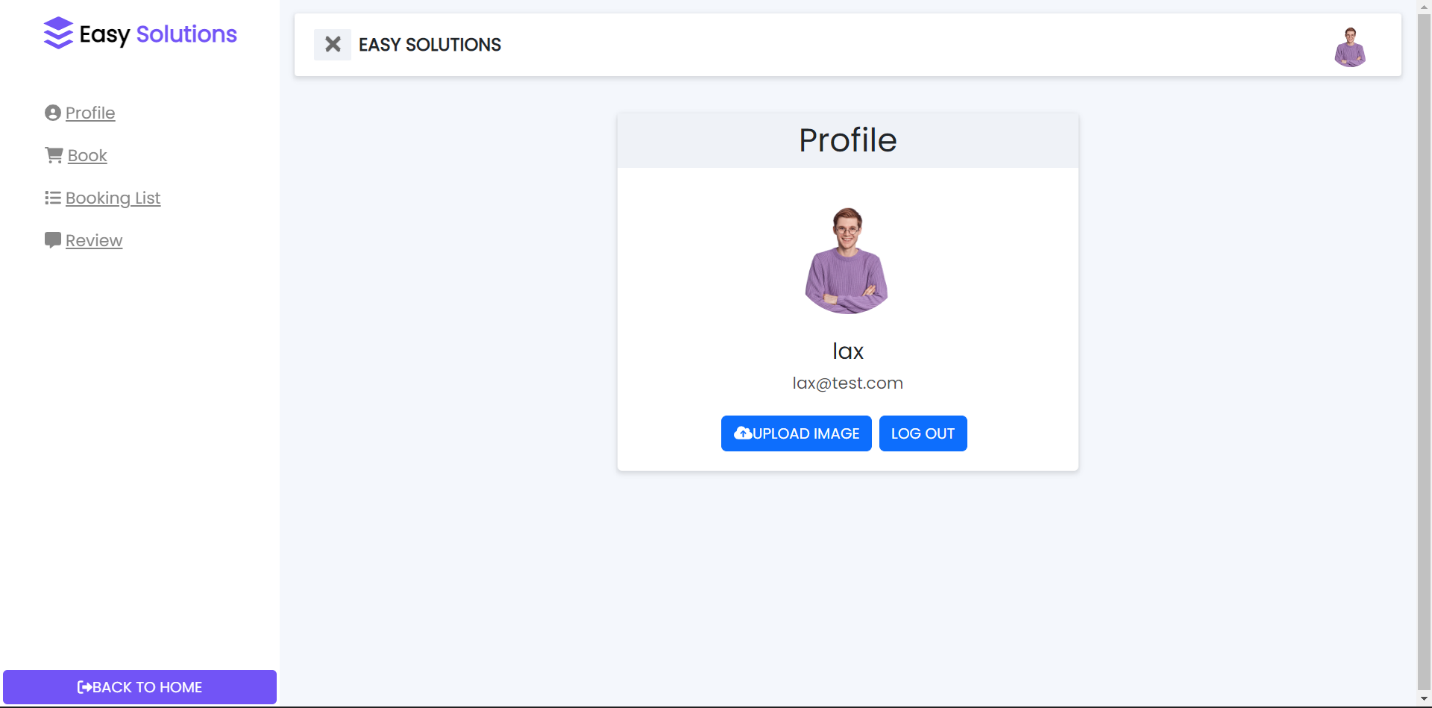 Easy Solutions
Profile
Book
Booking List
Review
BACK TO HOME
EASY SOLUTIONS
Profile
lax
lax@test.com
UPLOAD IMAGE
LOG OUT